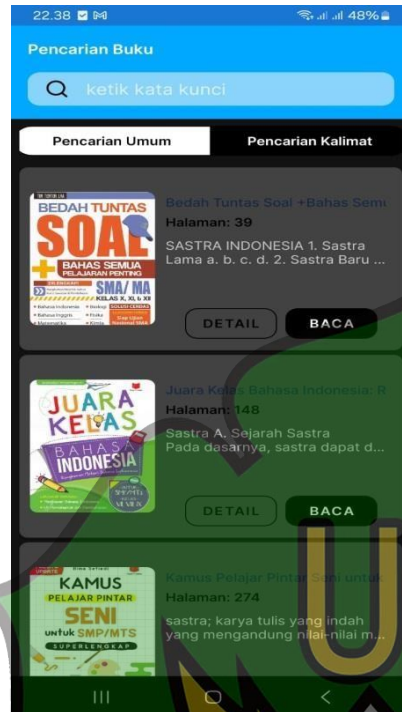 22.38
48%
Pencarian Buku
ketik kata kunci
Pencarian Umum
Pencarian Kalimat
BEDAH TUNTAS
SOAL
+ BAHAS SEMUA
PELAJARAN PENTING
SMA/ MA
KELAS X, XI, & XII
Bedah Tuntas Soal +Bahas Semu
Halaman: 39
SASTRA INDONESIA 1. Sastra
Lama a. b. c. d. 2. Sastra Baru ...
DETAIL
BACA
JUARA
KELAS
BAHASA
INDONESIA
Juara Kelas Bahasa Indonesia: R
Halaman: 148
Sastra A. Sejarah Sastra
Pada dasarnya, sastra dapat d...
DETAIL
BACA
KAMUS
PELAJAR PINTAR
SENI
untuk SMP/MTS
SUPERLENGKAP
Kamus Pelajar Pintar Seni untuk
Halaman: 274
sastra; karya tulis yang indah
yang mengandung nilai-nilai m...